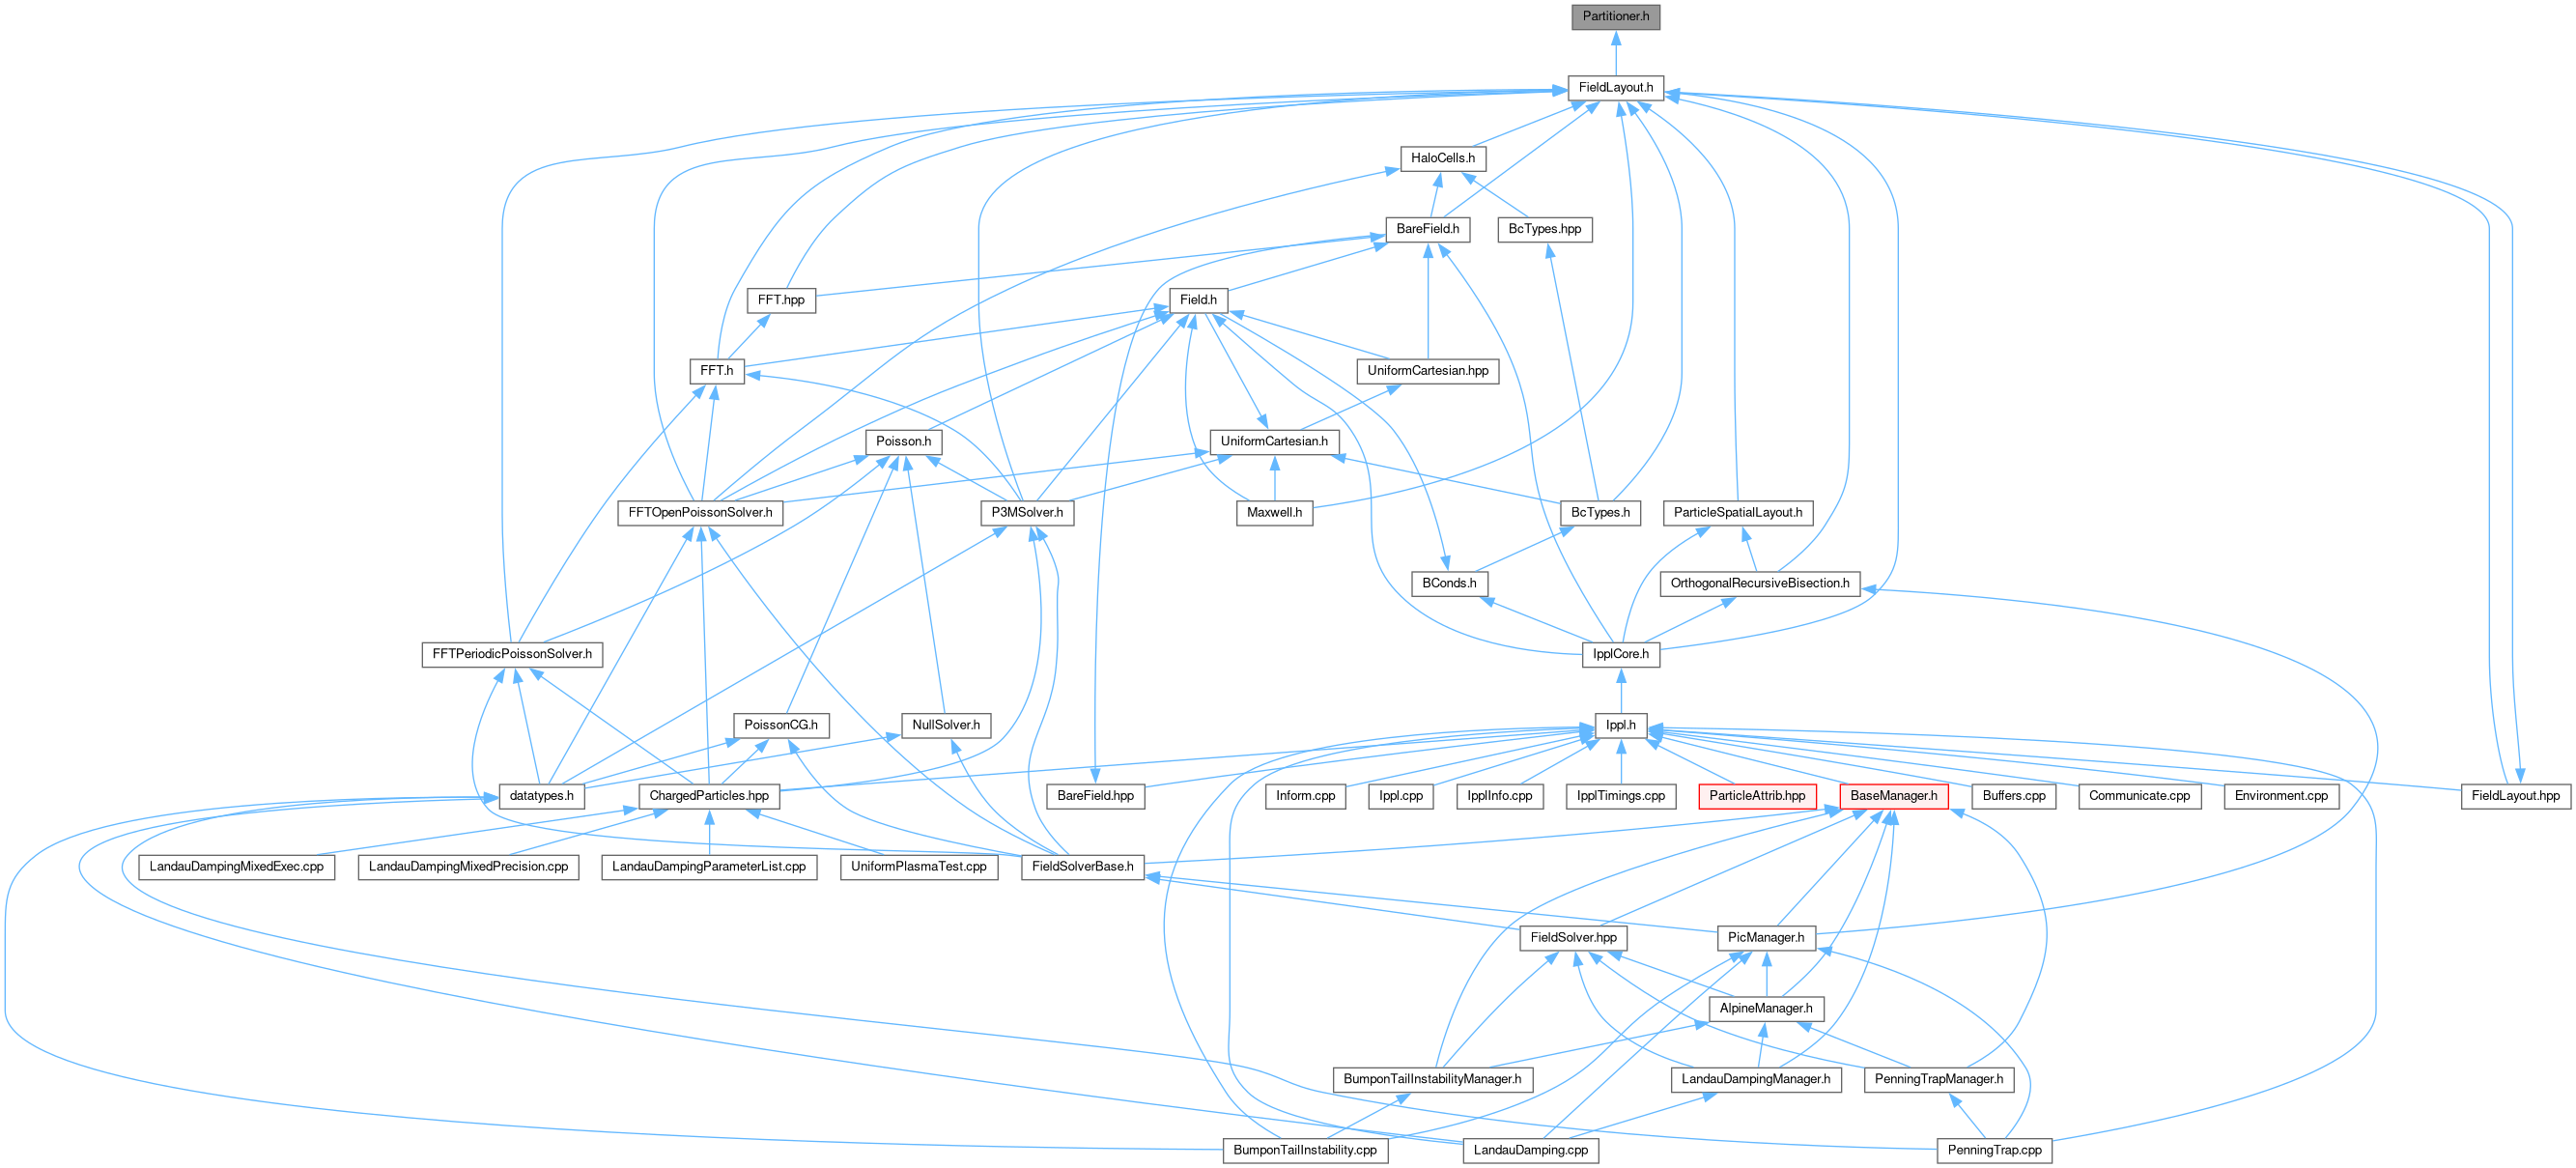 Partitioner.h
FieldLayout.h
HaloCells.h
BareField.h
BcTypes.hpp
FFT.hpp
Field.h
FFT.h
UniformCartesian.hpp
Poisson.h
UniformCartesian.h
FFTOpenPoissonSolver.h
P3MSolver.h
Maxwell.h
BcTypes.h
ParticleSpatialLayout.h
BConds.h
OrthogonalRecursiveBisection.h
FFTPeriodicPoissonSolver.h
IpplCore.h
PoissonCG.h
NullSolver.h
Ippl.h
datatypes.h
ChargedParticles.hpp
BareField.hpp
Inform.cpp
Ippl.cpp
IpplInfo.cpp
IpplTimings.cpp
ParticleAttrib.hpp
BaseManager.h
Buffers.cpp
Communicate.cpp
Environment.cpp
FieldLayout.hpp
LandauDampingMixedExec.cpp
LandauDampingMixedPrecision.cpp
LandauDampingParameterList.cpp
UniformPlasmaTest.cpp
FieldSolverBase.h
FieldSolver.hpp
PicManager.h
AlpineManager.h
BumponTailInstabilityManager.h
LandauDampingManager.h
PenningTrapManager.h
BumponTailInstability.cpp
LandauDamping.cpp
PenningTrap.cpp